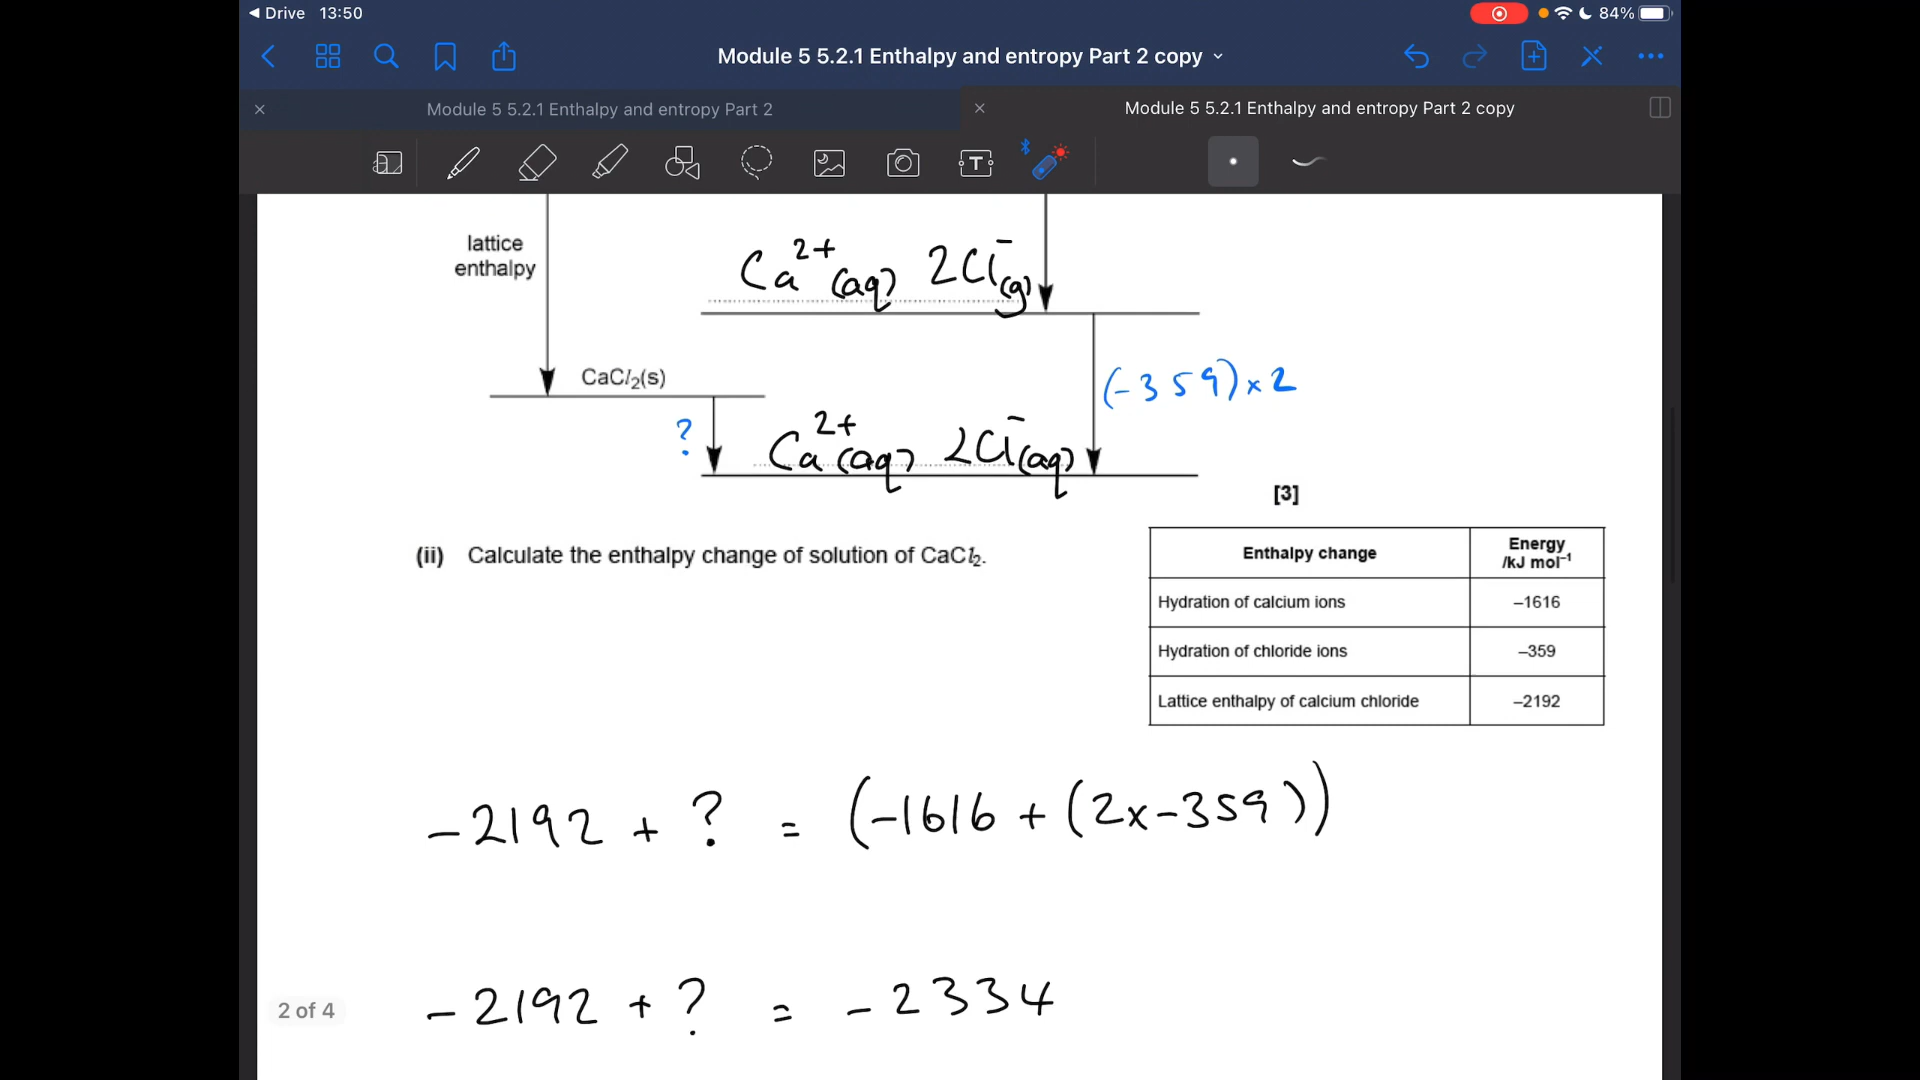 Drive 13:50 84%
Module 5 5.2.1 Enthalpy and entropy Part 2 copy
Module 5 5.2.1 Enthalpy and entropy Part 2
Module 5 5.2.1 Enthalpy and entropy Part 2 copy
T
lattice
enthalpy
Ca²⁺(aq) 2Cl⁻(g)
CaCl₂(s)
(-359)×2
?
Ca²⁺(aq) 2Cl⁻(aq)
[3]
(ii) Calculate the enthalpy change of solution of CaCl₂.
Enthalpy change Energy /kJ mol⁻¹
Hydration of calcium ions –1616
Hydration of chloride ions –359
Lattice enthalpy of calcium chloride –2192
-2192 + ? = (-1616 + (2x-359))
-2192 + ? = -2334
2 of 4